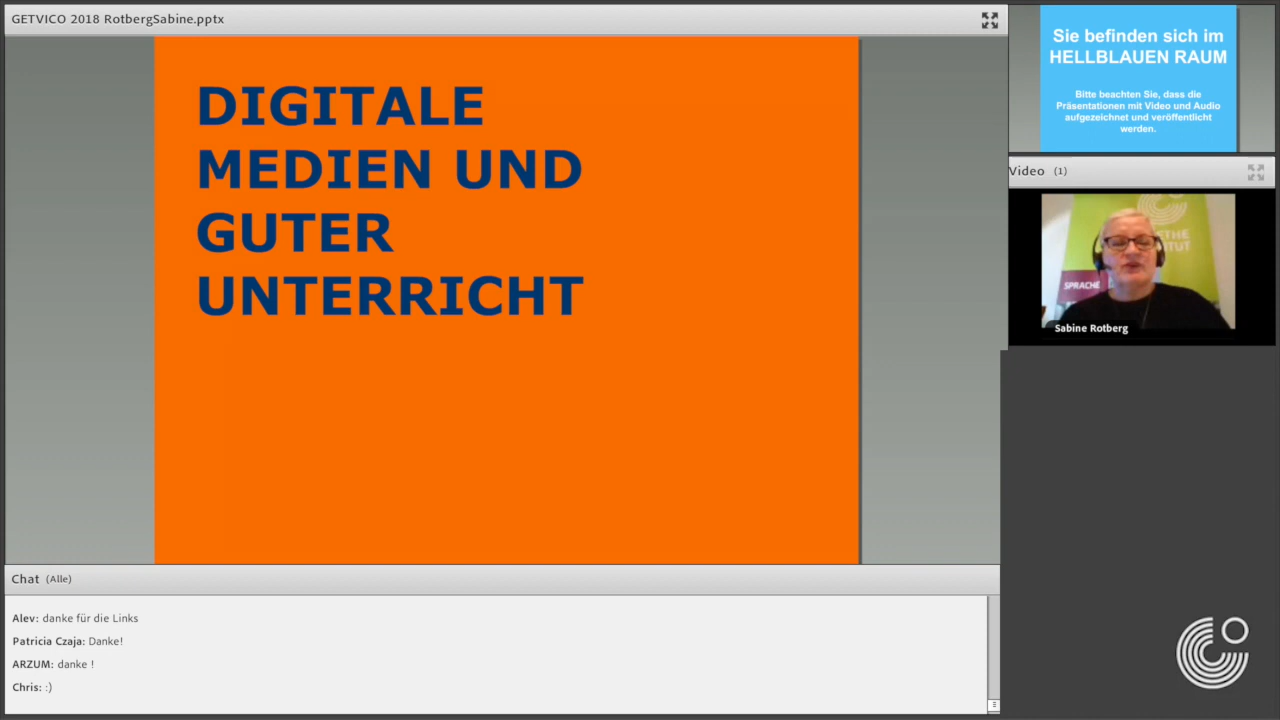 GETVICO 2018 RotbergSabine.pptx
DIGITALE
MEDIEN UND
GUTER
UNTERRICHT
Sie befinden sich im
HELLBLAUEN RAUM
Bitte beachten Sie, dass die
Präsentationen mit Video und Audio
aufgezeichnet und veröffentlicht
werden.
Video (1)
SPRACHE
Sabine Rotberg
Chat (Alle)
Alev: danke für die Links
Patricia Czaja: Danke!
ARZUM: danke !
Chris: :)